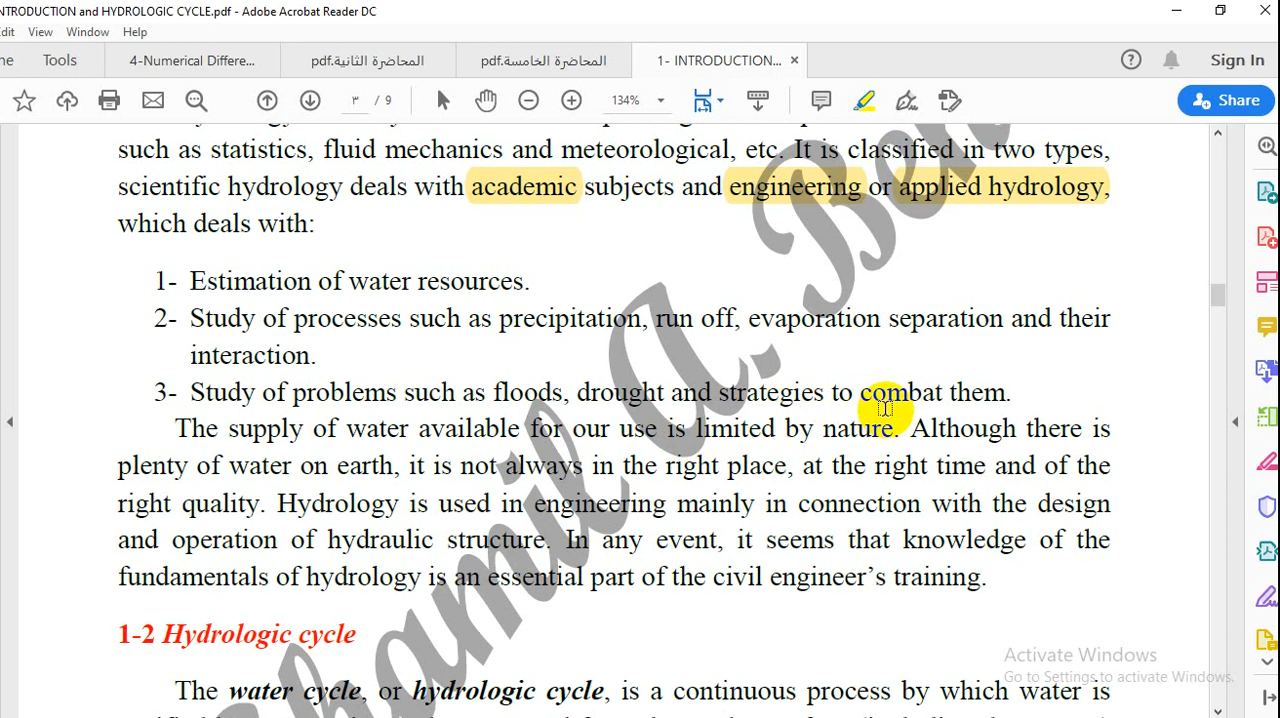 NTRODUCTION and HYDROLOGIC CYCLE.pdf - Adobe Acrobat Reader DC
dit View Window Help
ne Tools 4-Numerical Differe... المحاضرة الثانية.pdf المحاضرة الخامسة.pdf 1- INTRODUCTION... × Sign In
٣ / 9 134% Share
such as statistics, fluid mechanics and meteorological, etc. It is classified in two types,
scientific hydrology deals with academic subjects and engineering or applied hydrology,
which deals with:
1- Estimation of water resources.
2- Study of processes such as precipitation, run off, evaporation separation and their
interaction.
3- Study of problems such as floods, drought and strategies to combat them.
The supply of water available for our use is limited by nature. Although there is
plenty of water on earth, it is not always in the right place, at the right time and of the
right quality. Hydrology is used in engineering mainly in connection with the design
and operation of hydraulic structure. In any event, it seems that knowledge of the
fundamentals of hydrology is an essential part of the civil engineer's training.
1-2 Hydrologic cycle
Activate Windows
Go to Settings to activate Windows.
The water cycle, or hydrologic cycle, is a continuous process by which water is